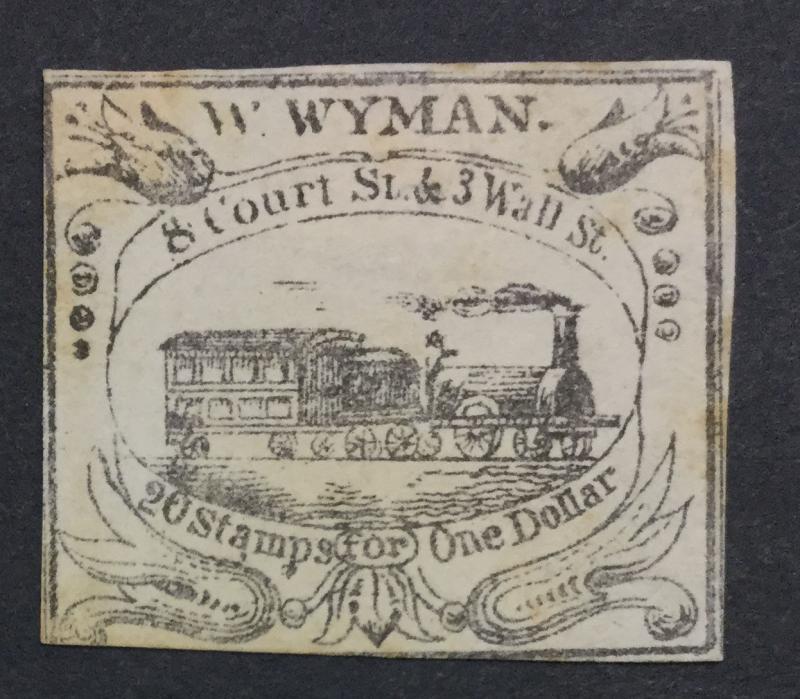 W. WYMAN.
8 Court St. & 3 Wall St.
20 Stamps for One Dollar